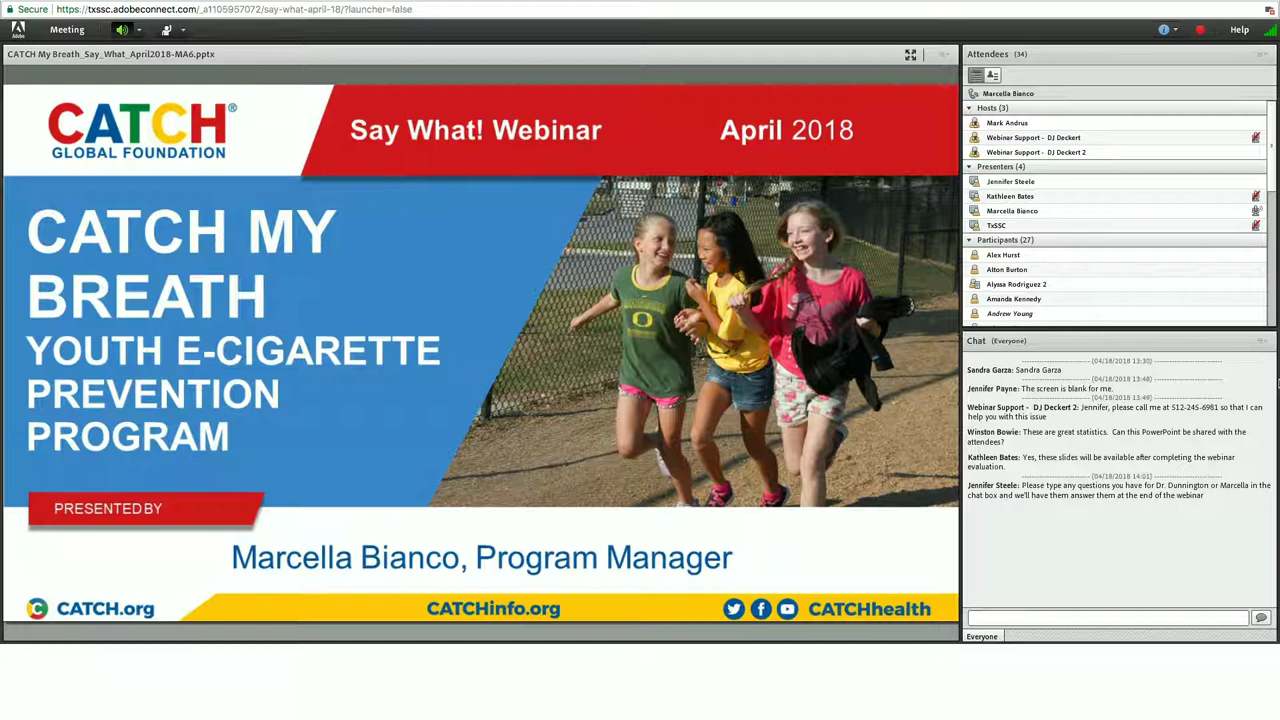 Secure https://txssc.adobeconnect.com/_a1105957072/say-what-april-18/?launcher=false
Adobe
Meeting
Help
CATCH My Breath_Say_What_April2018-MA6.pptx
CATCH®
GLOBAL FOUNDATION
Say What! Webinar
April 2018
CATCH MY
BREATH
YOUTH E-CIGARETTE
PREVENTION
PROGRAM
O
PRESENTED BY
Marcella Bianco, Program Manager
CATCH.org
CATCHinfo.org
CATCHhealth
Attendees (34)
Marcella Bianco
Hosts (3)
Mark Andrus
Webinar Support - DJ Deckert
Webinar Support - DJ Deckert 2
Presenters (4)
Jennifer Steele
Kathleen Bates
Marcella Bianco
TxSSC
Participants (27)
Alex Hurst
Alton Burton
Alyssa Rodriguez 2
Amanda Kennedy
Andrew Young
Chat (Everyone)
(04/18/2018 13:30)
Sandra Garza: Sandra Garza
(04/18/2018 13:48)
Jennifer Payne: The screen is blank for me.
(04/18/2018 13:49)
Webinar Support - DJ Deckert 2: Jennifer, please call me at 512-245-6981 so that I can
help you with this issue
Winston Bowie: These are great statistics. Can this PowerPoint be shared with the
attendees?
Kathleen Bates: Yes, these slides will be available after completing the webinar
evaluation.
(04/18/2018 14:01)
Jennifer Steele: Please type any questions you have for Dr. Dunnington or Marcella in the
chat box and we'll have them answer them at the end of the webinar
Everyone